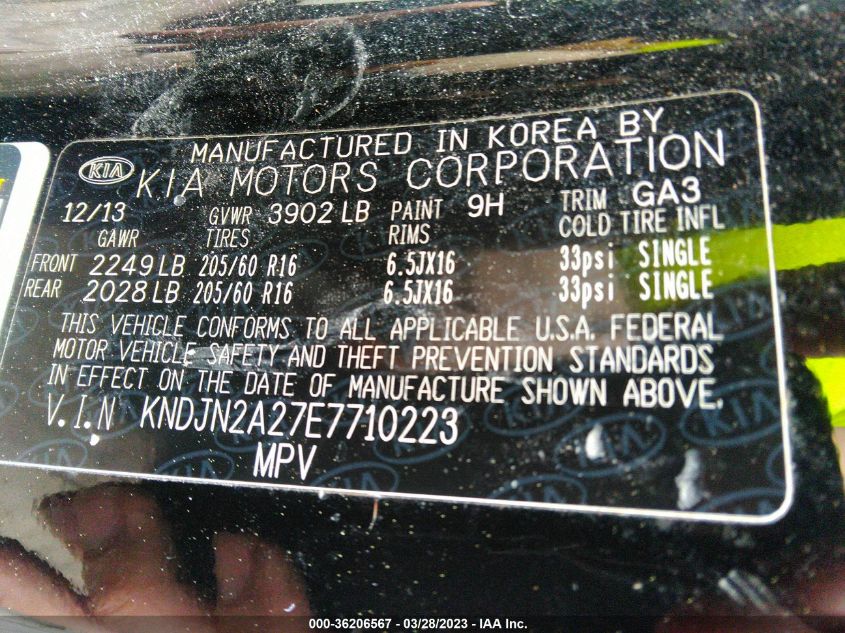 MANUFACTURED IN KOREA BY
KIA KIA MOTORS CORPORATION
12/13 GVWR 3902 LB PAINT 9H TRIM GA3
GAWR TIRES RIMS COLD TIRE INFL
FRONT 2249 LB 205/60 R16 6.5JX16 33psi SINGLE
REAR 2028 LB 205/60 R16 6.5JX16 33psi SINGLE
THIS VEHICLE CONFORMS TO ALL APPLICABLE U.S.A. FEDERAL
MOTOR VEHICLE SAFETY AND THEFT PREVENTION STANDARDS
IN EFFECT ON THE DATE OF MANUFACTURE SHOWN ABOVE.
V.I.N KNDJN2A27E7710223
MPV
000-36206567 / 03/28/2023 - IAA Inc.